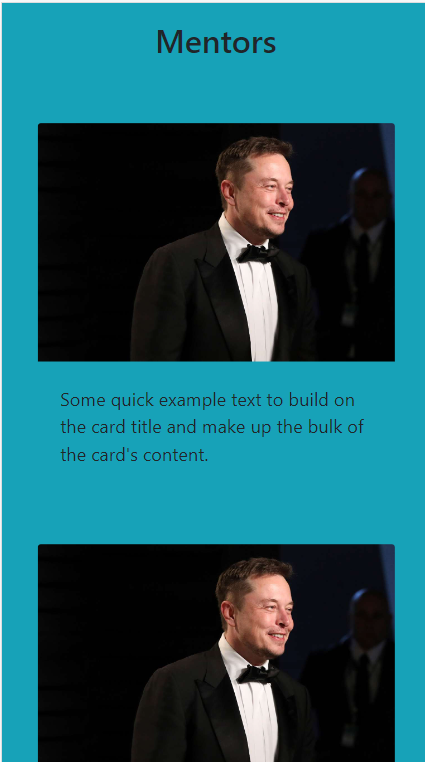 Mentors
Some quick example text to build on
the card title and make up the bulk of
the card's content.